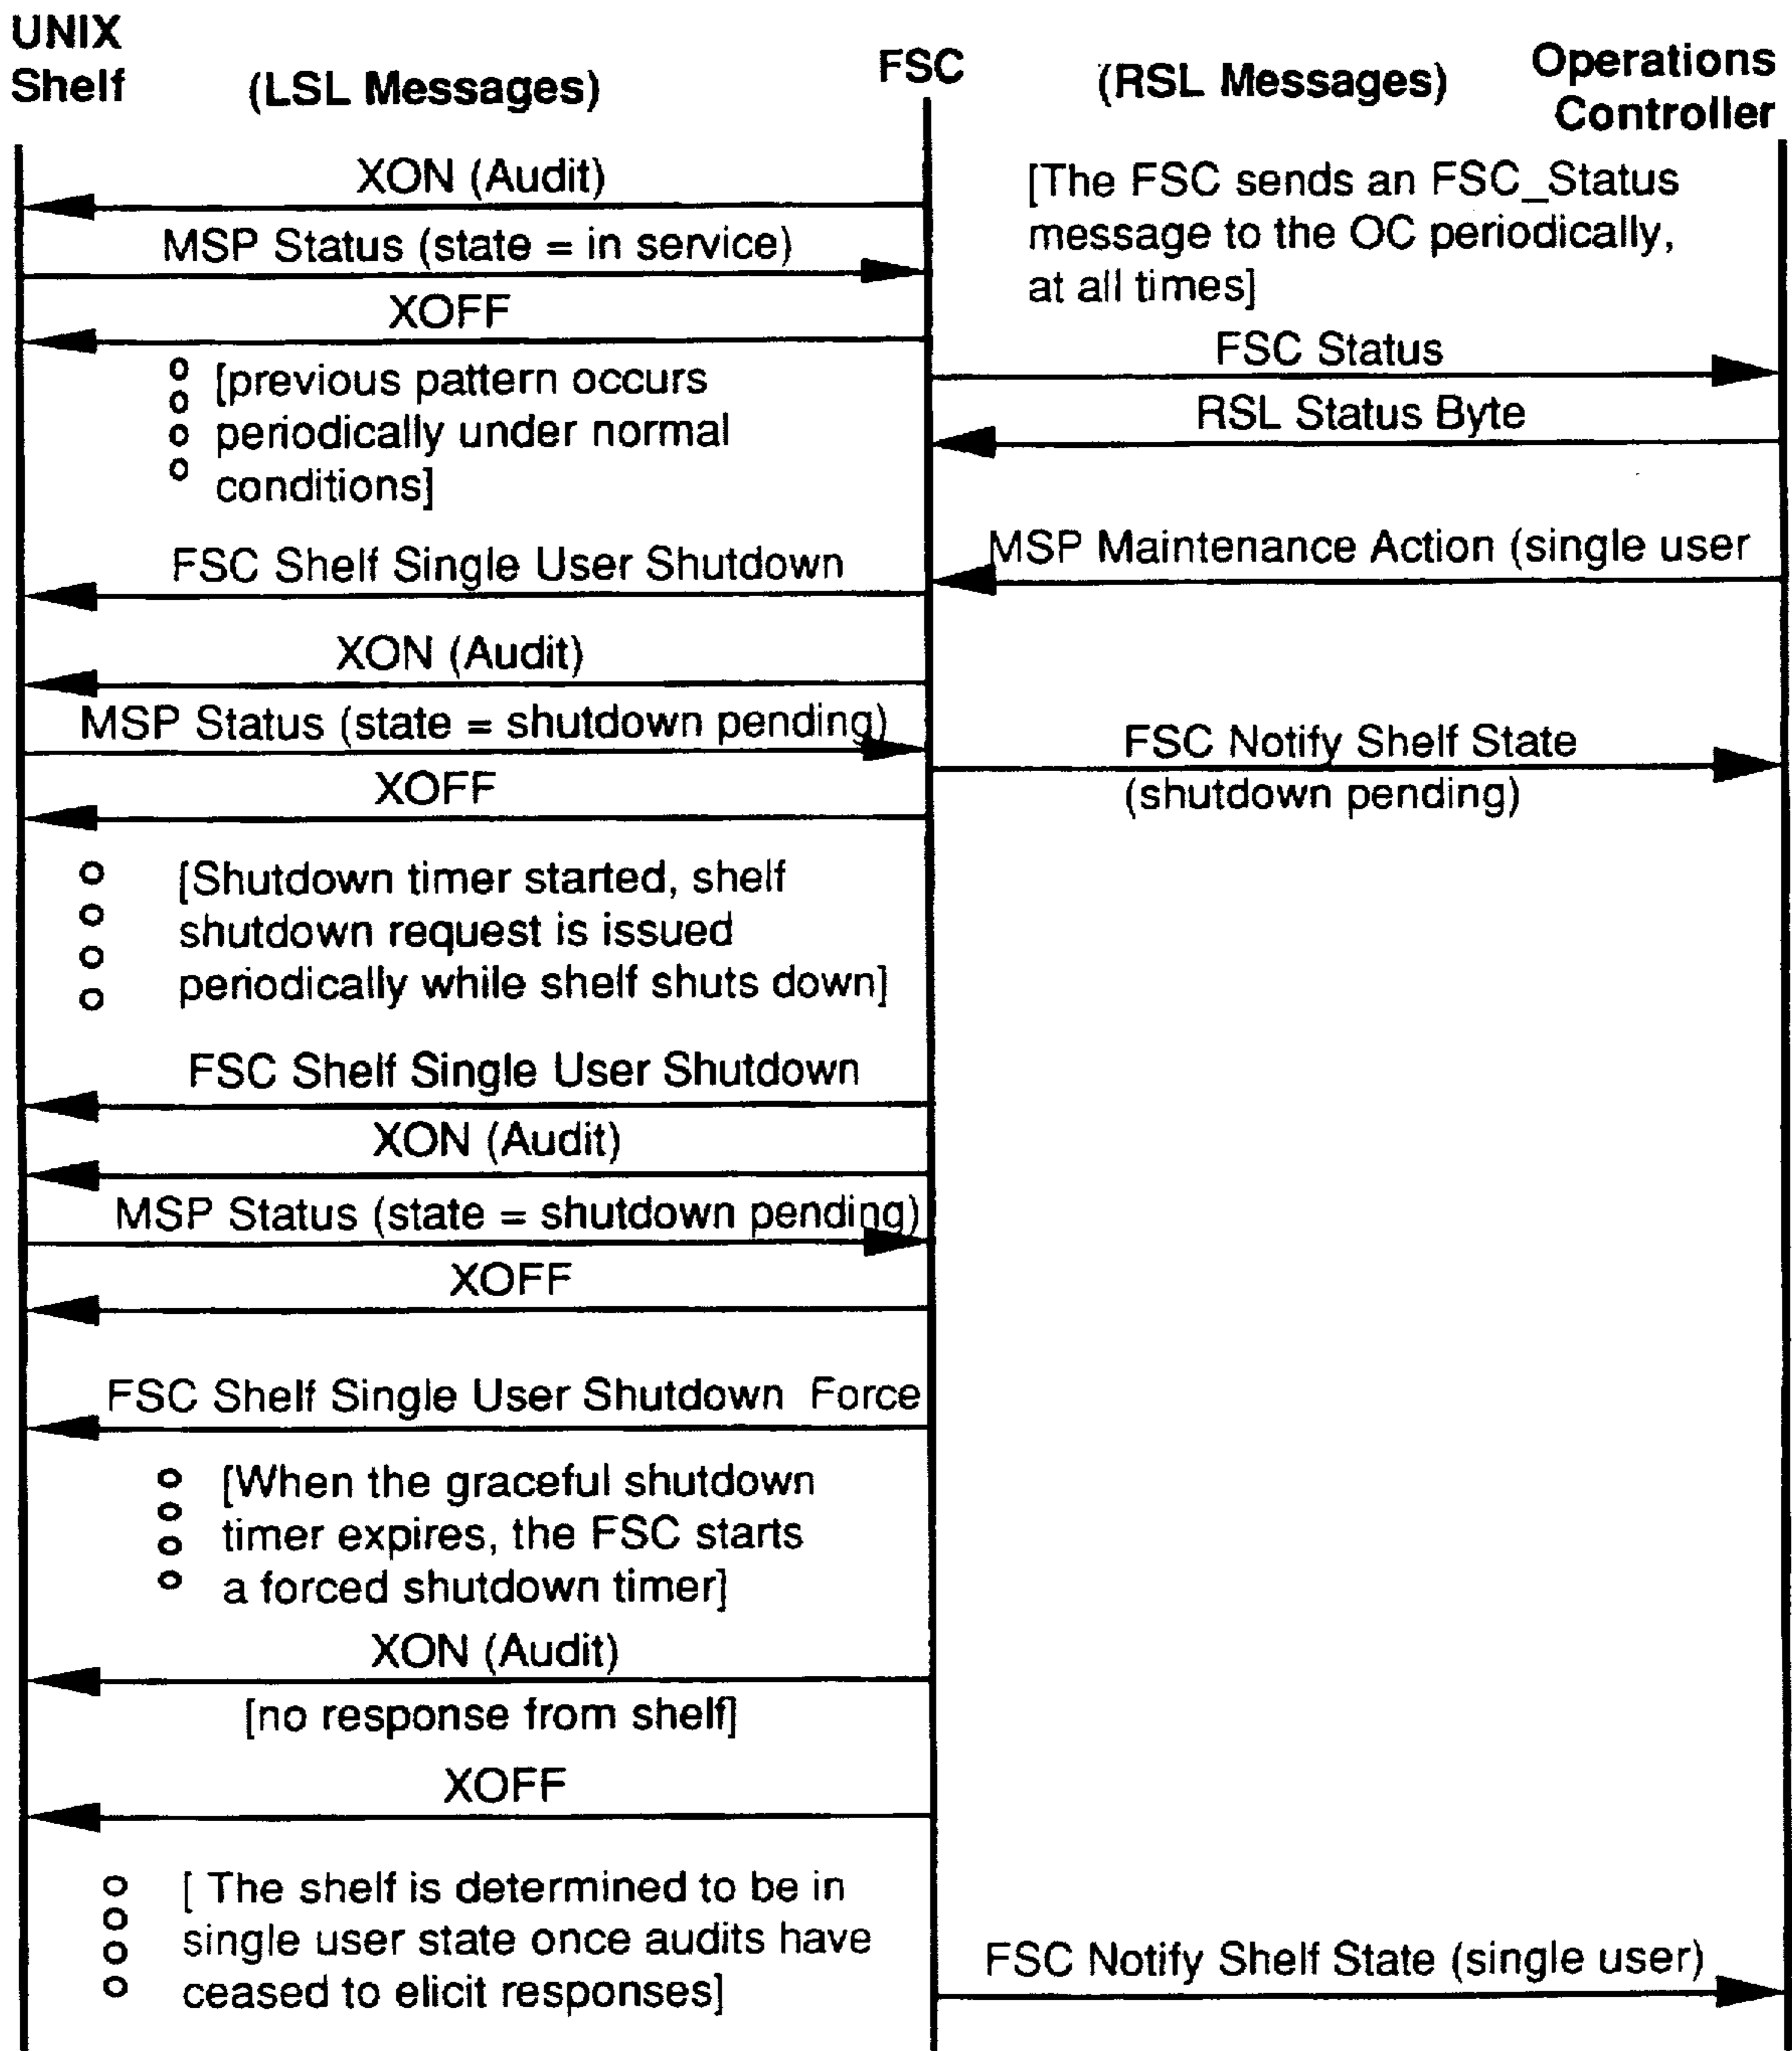 UNIX
Shelf
(LSL Messages)
FSC
(RSL Messages)
Operations
Controller
XON (Audit)
[The FSC sends an FSC_Status
message to the OC periodically,
at all times]
MSP Status (state = in service)
XOFF
FSC Status
[previous pattern occurs
periodically under normal
conditions]
RSL Status Byte
MSP Maintenance Action (single user
FSC Shelf Single User Shutdown
XON (Audit)
MSP Status (state = shutdown pending)
FSC Notify Shelf State
(shutdown pending)
XOFF
[Shutdown timer started, shelf
shutdown request is issued
periodically while shelf shuts down]
FSC Shelf Single User Shutdown
XON (Audit)
MSP Status (state = shutdown pending)
XOFF
FSC Shelf Single User Shutdown Force
[When the graceful shutdown
timer expires, the FSC starts
a forced shutdown timer]
XON (Audit)
[no response from shelf]
XOFF
[ The shelf is determined to be in
single user state once audits have
ceased to elicit responses]
FSC Notify Shelf State (single user)